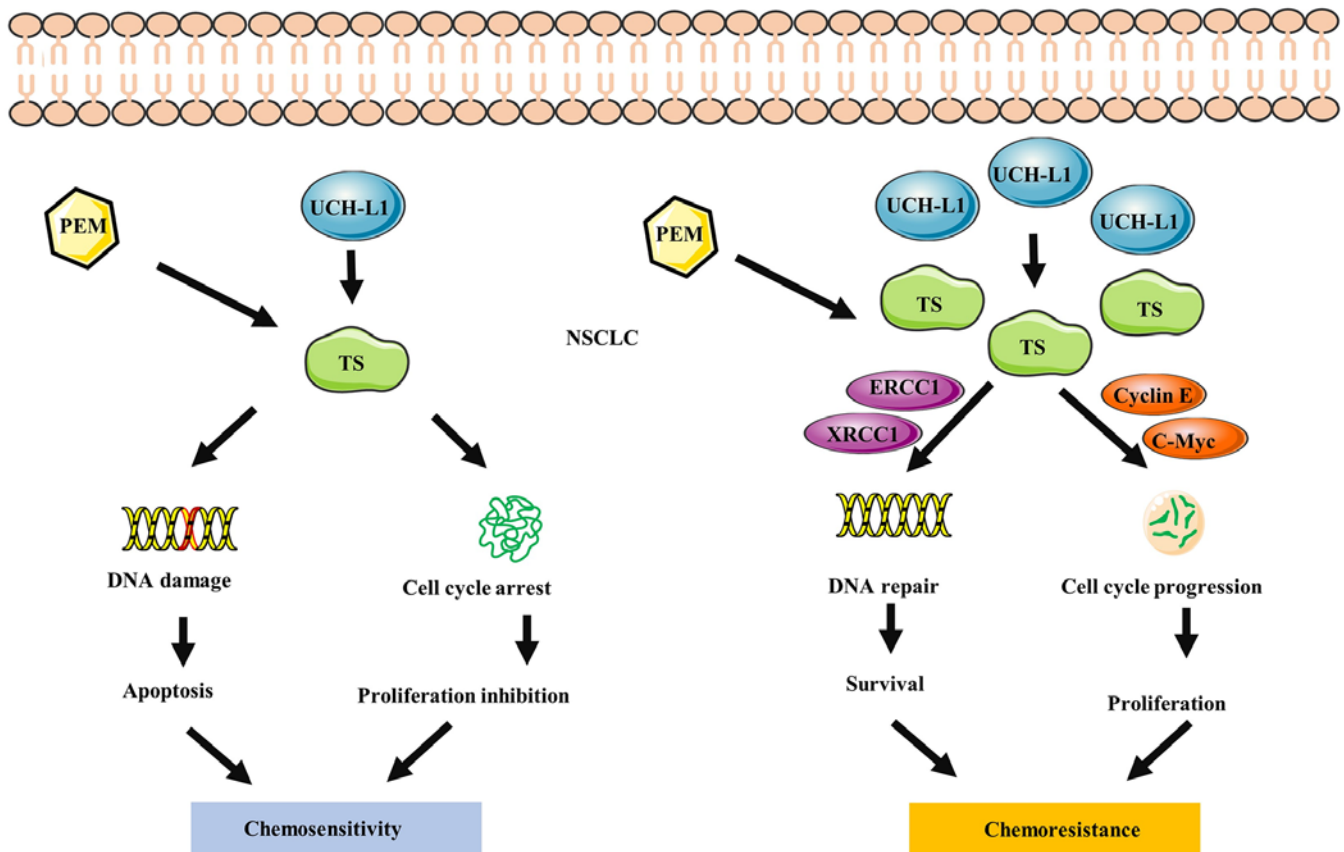 PEM
UCH-L1
TS
DNA damage
Cell cycle arrest
Apoptosis
Proliferation inhibition
Chemosensitivity
NSCLC
PEM
UCH-L1
UCH-L1
UCH-L1
TS
TS
TS
ERCC1
XRCC1
Cyclin E
C-Myc
DNA repair
Cell cycle progression
Survival
Proliferation
Chemoresistance